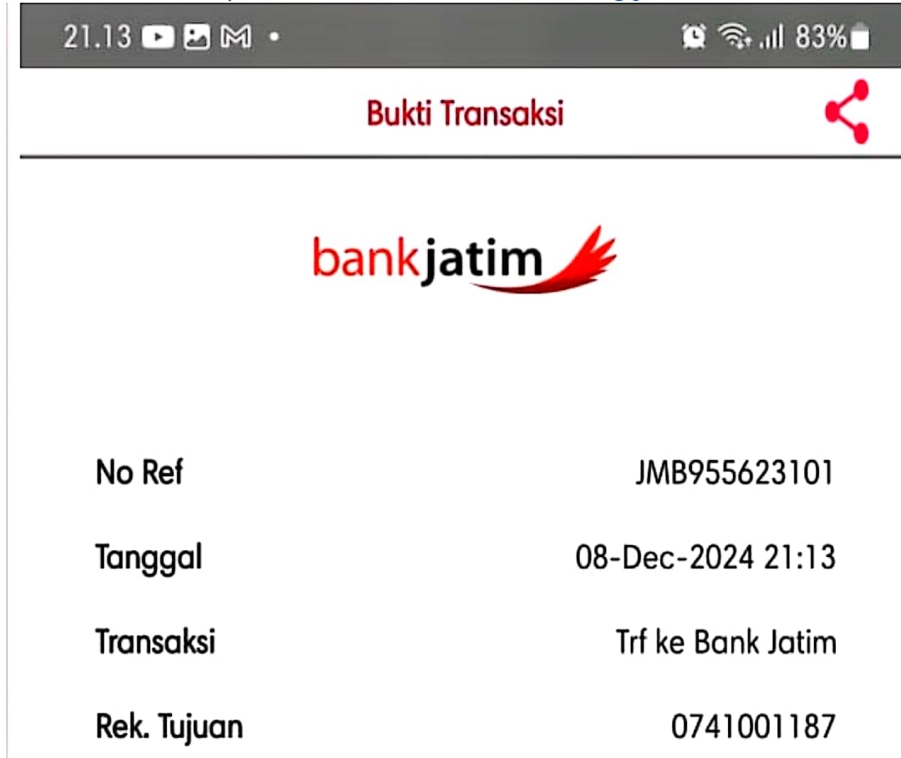 21.13 83%
Bukti Transaksi
bankjatim
No Ref JMB955623101
Tanggal 08-Dec-2024 21:13
Transaksi Trf ke Bank Jatim
Rek. Tujuan 0741001187